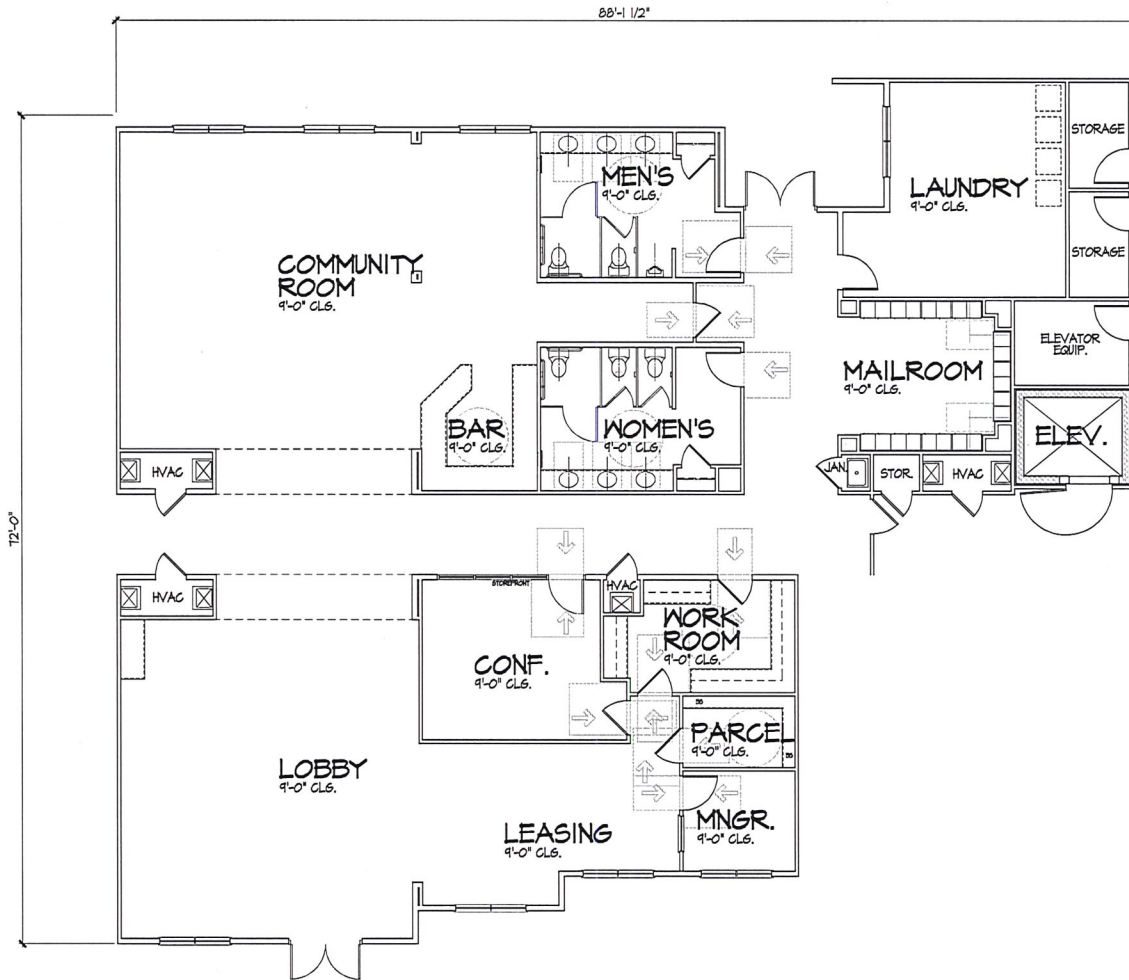 88'-1 1/2"
72'-0"
COMMUNITY
ROOM
9'-0" CLG.
MEN'S
9'-0" CLG.
LAUNDRY
9'-0" CLG.
STORAGE
STORAGE
ELEVATOR
EQUIP.
MAILROOM
9'-0" CLG.
BAR
9'-0" CLG.
WOMEN'S
9'-0" CLG.
ELEV.
HVAC
JAN.
STOR.
HVAC
HVAC
STOREFRONT
HVAC
WORK
ROOM
9'-0" CLG.
CONF.
9'-0" CLG.
PARCEL
9'-0" CLG.
LOBBY
9'-0" CLG.
LEASING
9'-0" CLG.
MNGR.
9'-0" CLG.